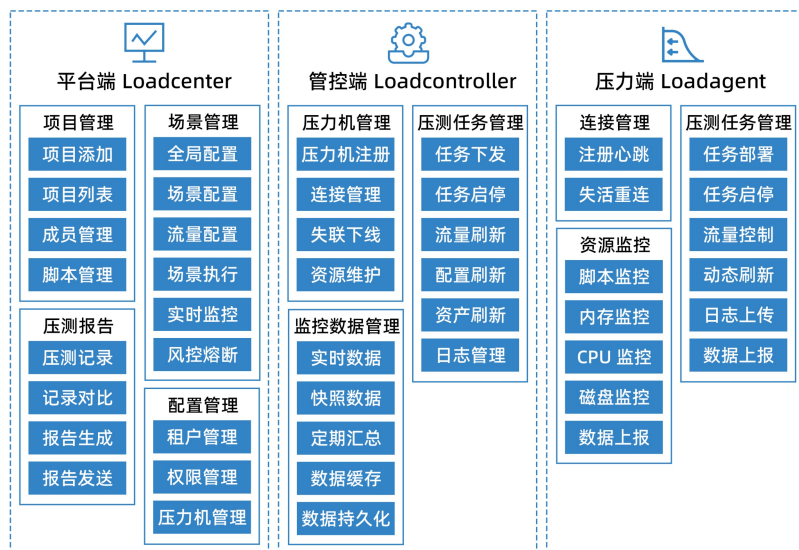 平台端 Loadcenter
项目管理
项目添加
项目列表
成员管理
脚本管理
压测报告
压测记录
记录对比
报告生成
报告发送
场景管理
全局配置
场景配置
流量配置
场景执行
实时监控
风控熔断
配置管理
租户管理
权限管理
压力机管理
管控端 Loadcontroller
压力机管理
压力机注册
连接管理
失联下线
资源维护
监控数据管理
实时数据
快照数据
定期汇总
数据缓存
数据持久化
压测任务管理
任务下发
任务启停
流量刷新
配置刷新
资产刷新
日志管理
压力端 Loadagent
连接管理
注册心跳
失活重连
资源监控
脚本监控
内存监控
CPU 监控
磁盘监控
数据上报
压测任务管理
任务部署
任务启停
流量控制
动态刷新
日志上传
数据上报